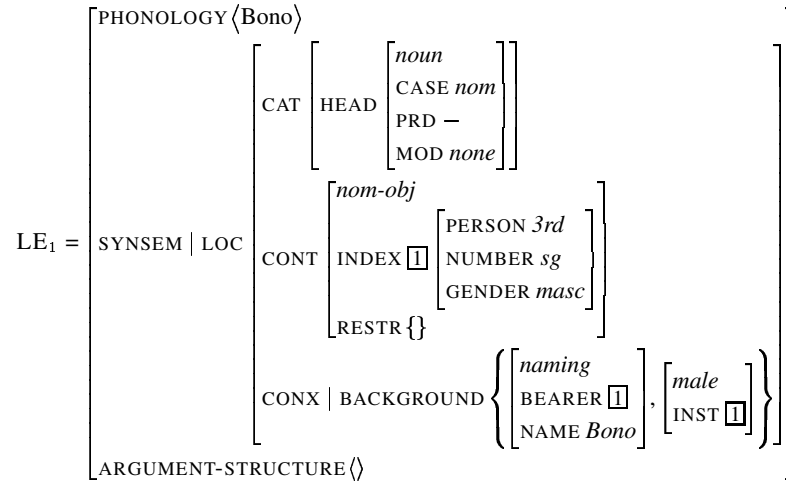 PHONOLOGY ⟨Bono⟩
noun
CASE nom
CAT HEAD
PRD −
MOD none
nom-obj
PERSON 3rd
LE₁ = SYNSEM | LOC CONT INDEX 1 NUMBER sg
GENDER masc
RESTR {}
naming
male
CONX | BACKGROUND { BEARER 1 , }
INST 1
NAME Bono
ARGUMENT-STRUCTURE ⟨⟩